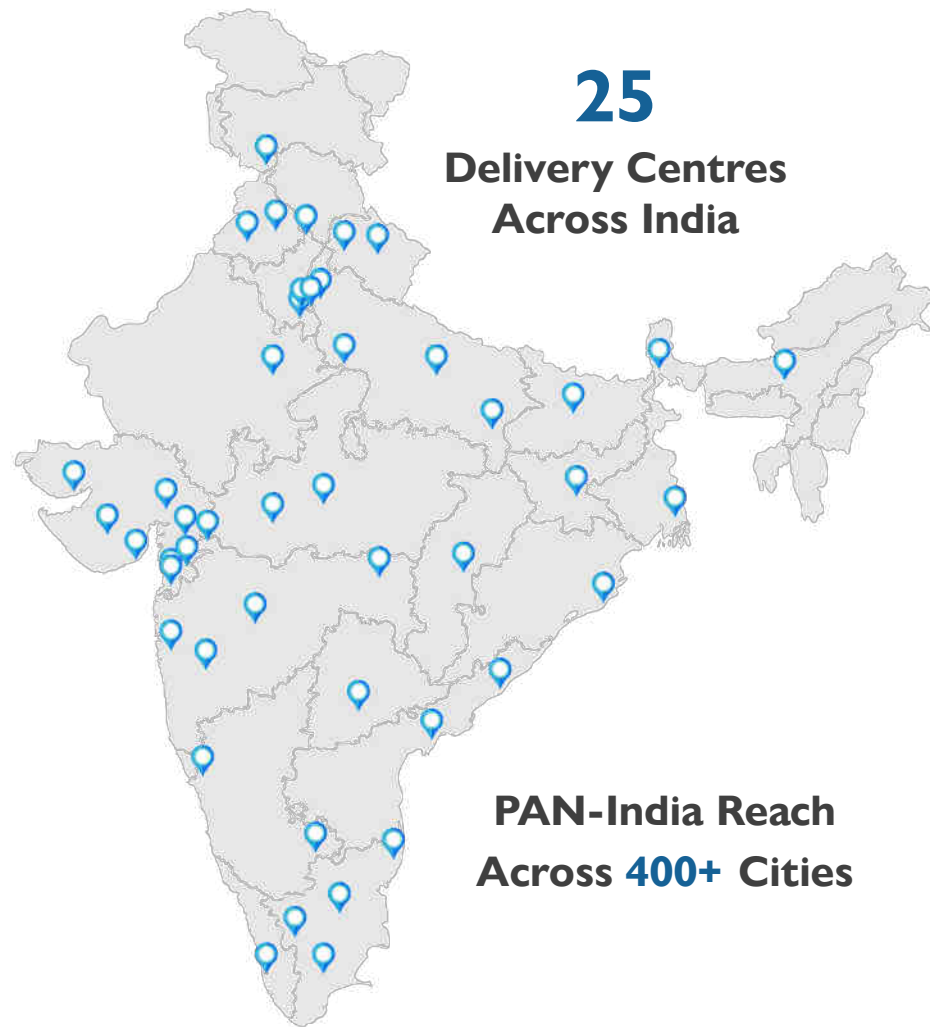 25
Delivery Centres
Across India
PAN-India Reach
Across 400+ Cities